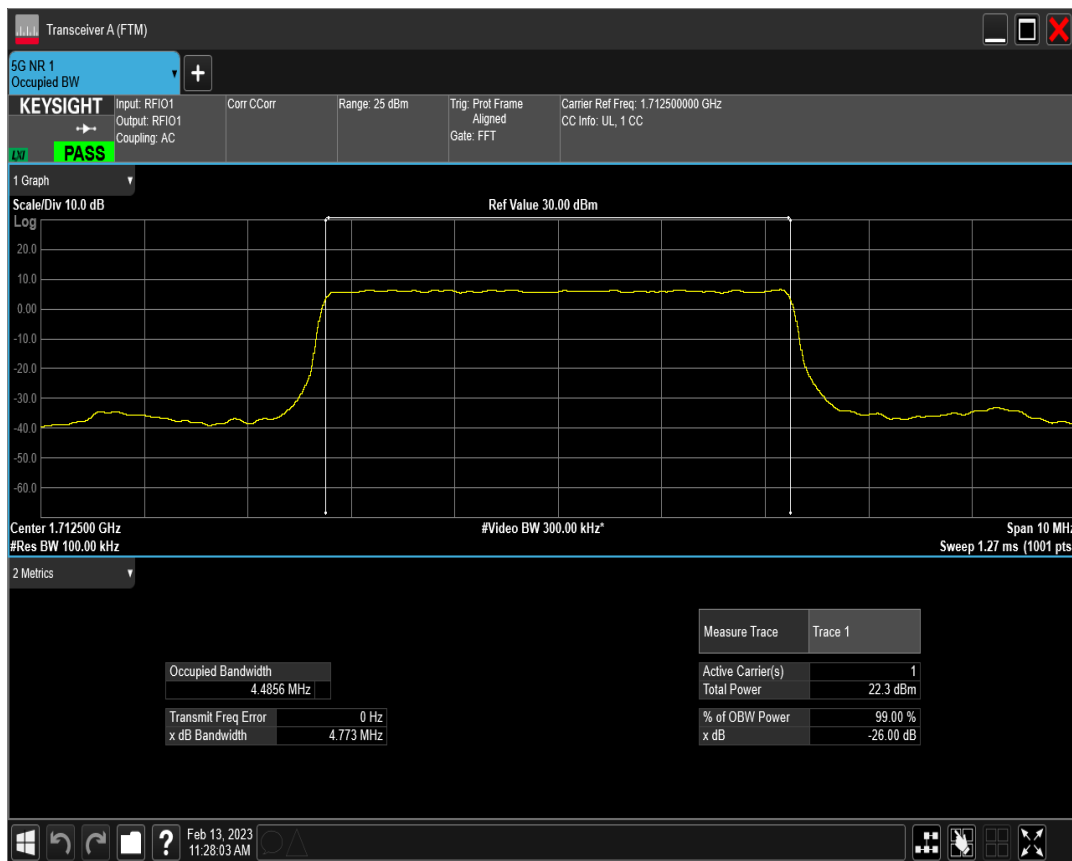 Transceiver A (FTM)
5G NR 1
Occupied BW
+
KEYSIGHT
LXI
PASS
Input: RFIO1
Output: RFIO1
Coupling: AC
Corr CCorr
Range: 25 dBm
Trig: Prot Frame
Aligned
Gate: FFT
Carrier Ref Freq: 1.712500000 GHz
CC Info: UL, 1 CC
1 Graph
Scale/Div 10.0 dB
Ref Value 30.00 dBm
Log
20.0
10.0
0.00
-10.0
-20.0
-30.0
-40.0
-50.0
-60.0
Center 1.712500 GHz
#Video BW 300.00 kHz*
Span 10 MHz
#Res BW 100.00 kHz
Sweep 1.27 ms (1001 pts
2 Metrics
Measure Trace Trace 1
Occupied Bandwidth
4.4856 MHz
Active Carrier(s) 1
Total Power 22.3 dBm
Transmit Freq Error 0 Hz
x dB Bandwidth 4.773 MHz
% of OBW Power 99.00 %
x dB -26.00 dB
?
Feb 13, 2023
11:28:03 AM